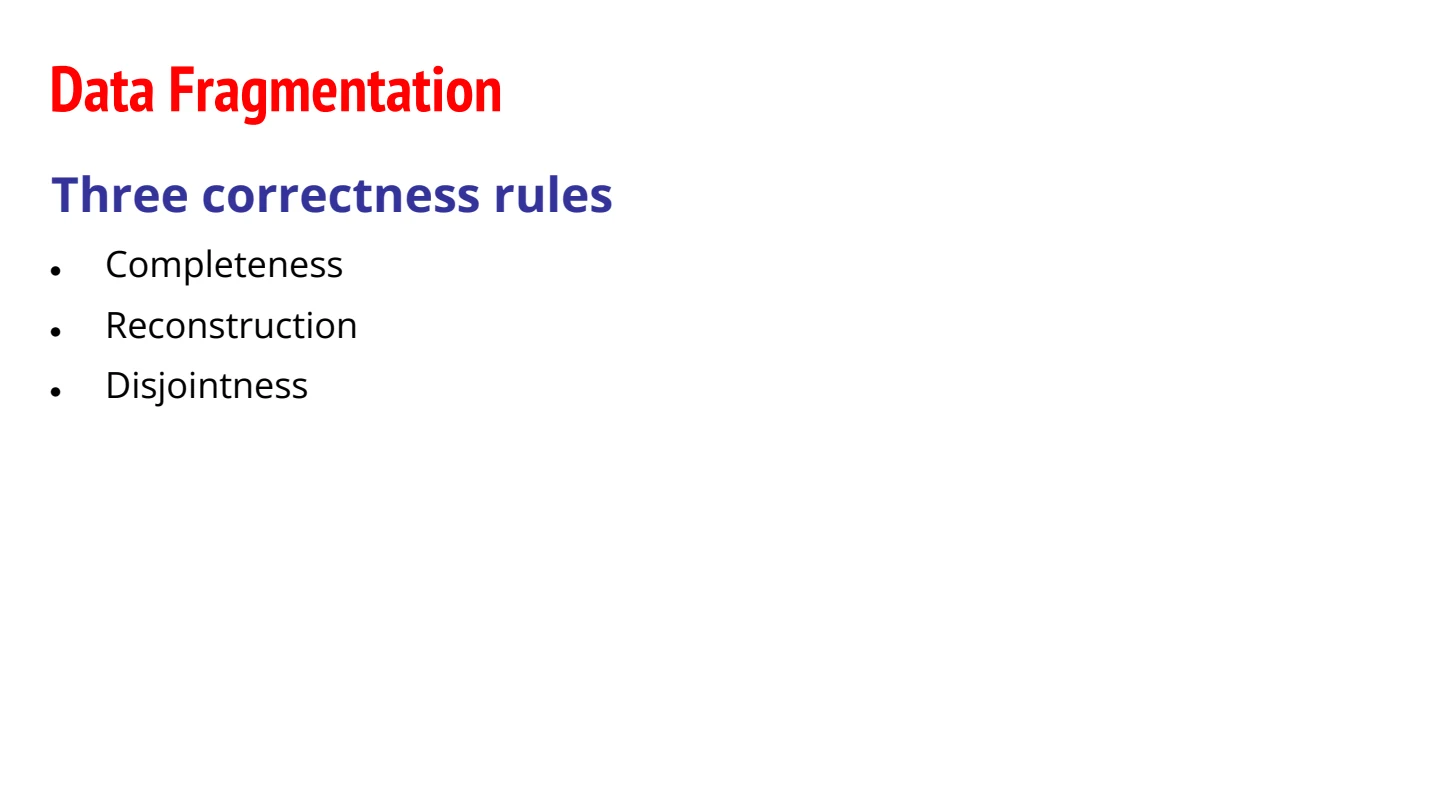 Data Fragmentation
Three correctness rules
• Completeness
• Reconstruction
• Disjointness